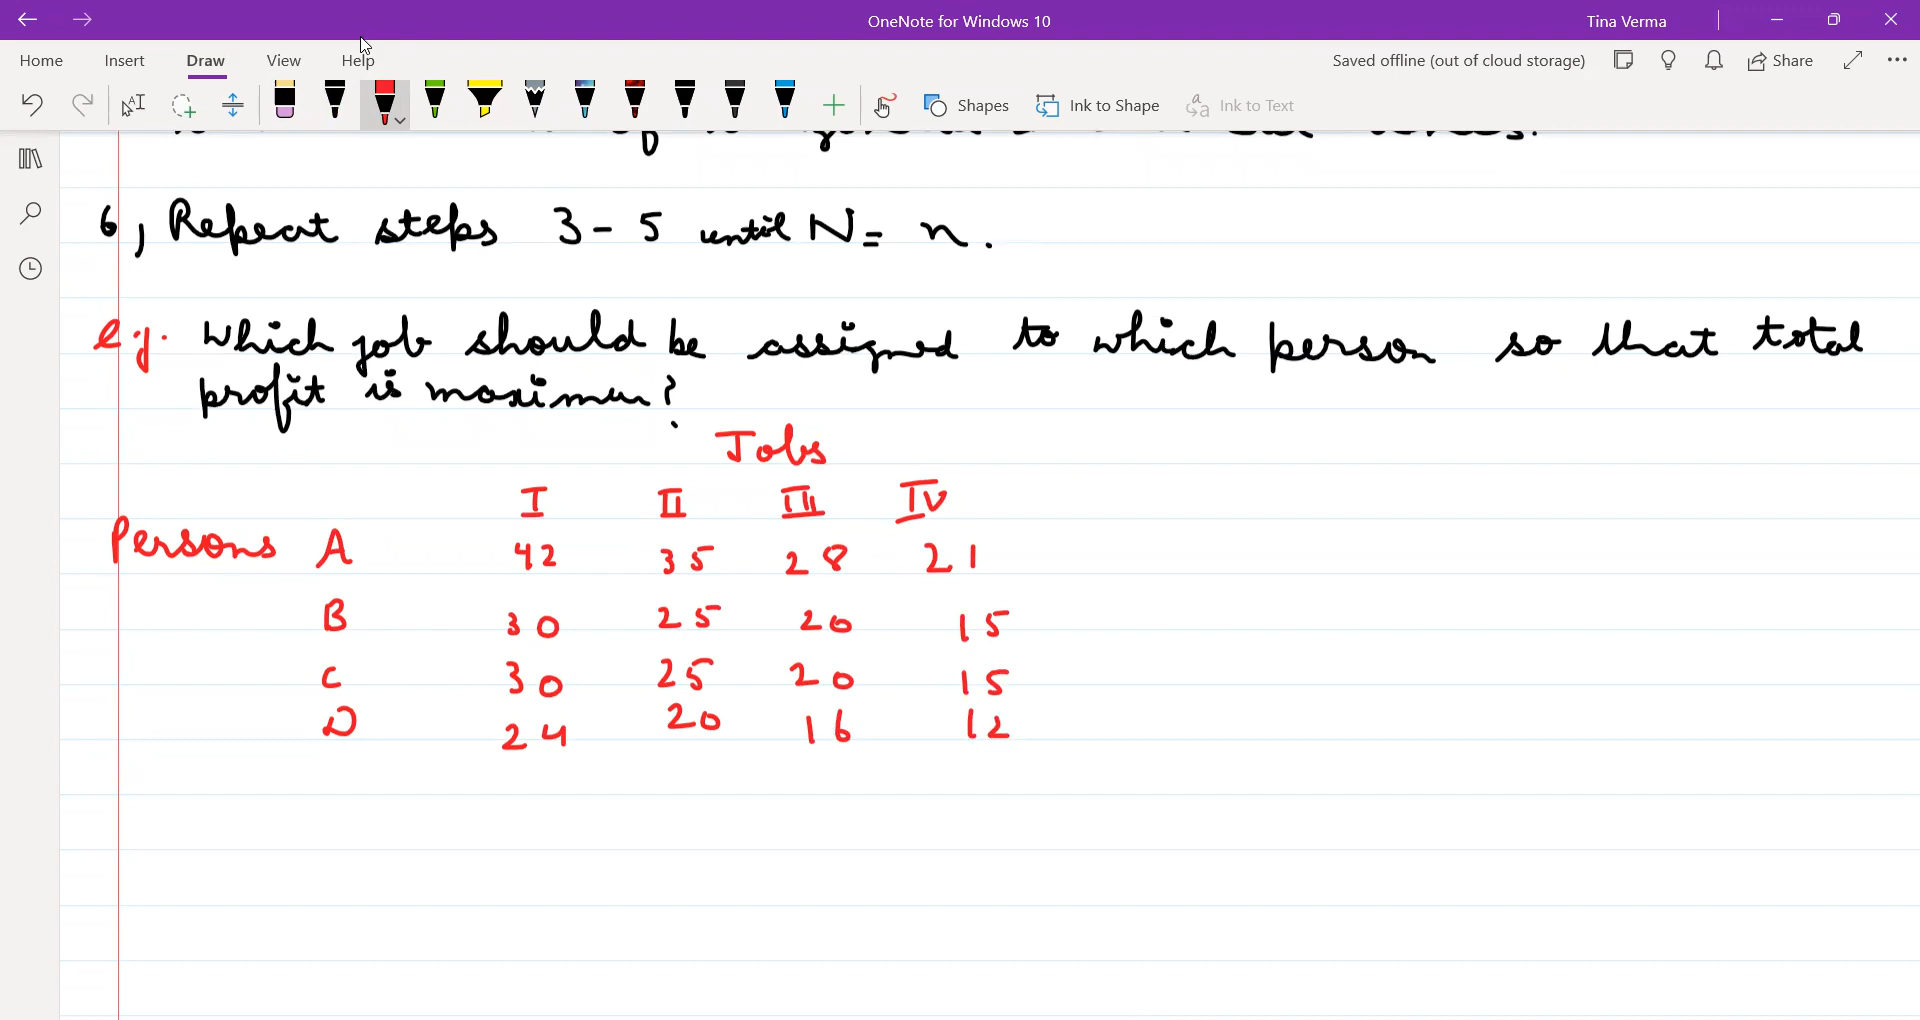 OneNote for Windows 10
Tina Verma
Home Insert Draw View Help
Saved offline (out of cloud storage) Share
Shapes Ink to Shape Ink to Text
6, Repeat steps 3 - 5 until N = n.
eg. Which job should be assigned to which person so that total
profit is maximum?
Jobs
I II III IV
Persons A 42 35 28 21
B 30 25 20 15
C 30 25 20 15
D 24 20 16 12